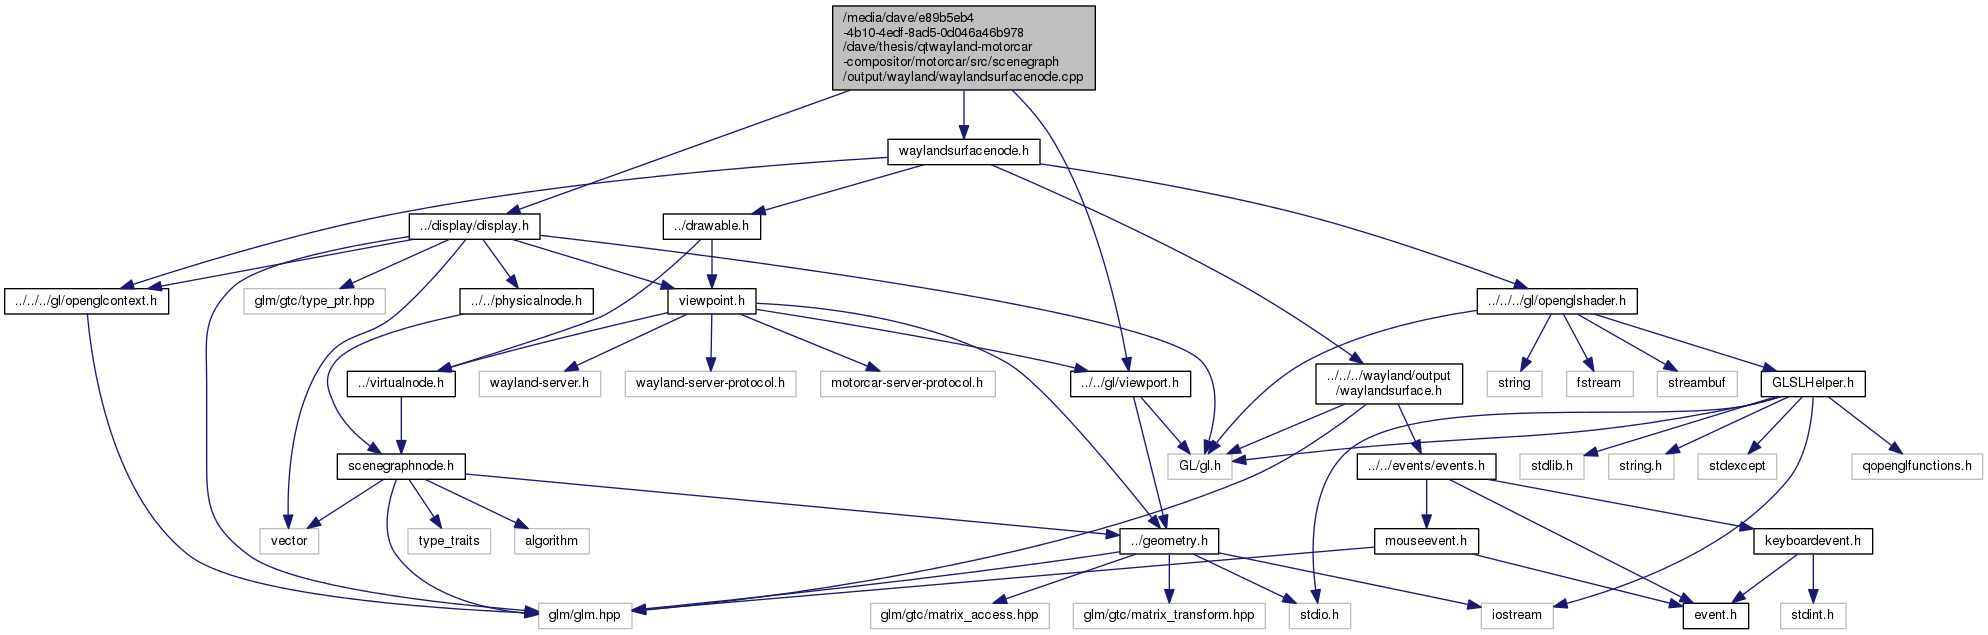 /media/dave/e89b5eb4
-4b10-4edf-8ad5-0d046a46b978
/dave/thesis/qtwayland-motorcar
-compositor/motorcar/src/scenegraph
/output/wayland/waylandsurfacenode.cpp
waylandsurfacenode.h
../display/display.h
../drawable.h
../../../gl/openglcontext.h
glm/gtc/type_ptr.hpp
../../physicalnode.h
viewpoint.h
../../../gl/openglshader.h
../virtualnode.h
wayland-server.h
wayland-server-protocol.h
motorcar-server-protocol.h
../../gl/viewport.h
../../../wayland/output
/waylandsurface.h
string
fstream
streambuf
GLSLHelper.h
scenegraphnode.h
GL/gl.h
../../events/events.h
stdlib.h
string.h
stdexcept
qopenglfunctions.h
vector
type_traits
algorithm
../geometry.h
mouseevent.h
keyboardevent.h
glm/glm.hpp
glm/gtc/matrix_access.hpp
glm/gtc/matrix_transform.hpp
stdio.h
iostream
event.h
stdint.h